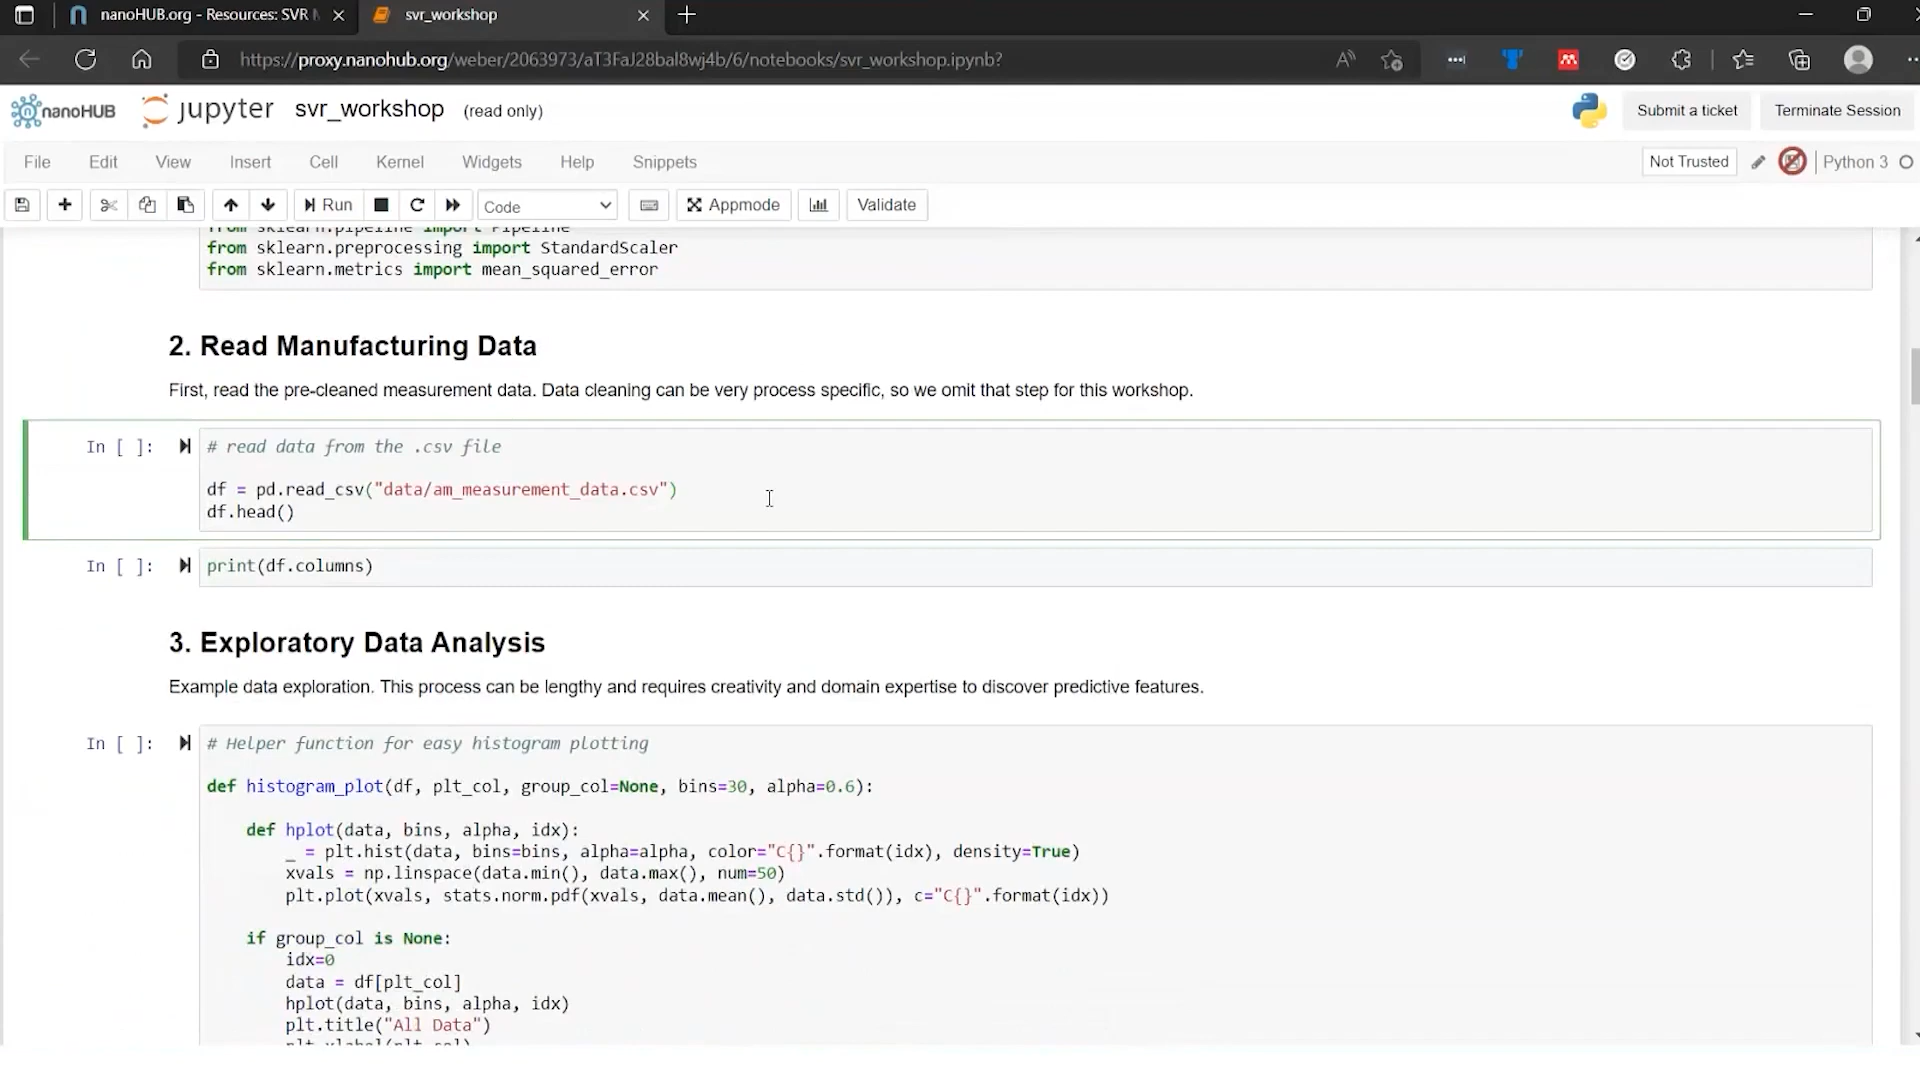 nanoHUB.org - Resources: SVR
svr_workshop
https://proxy.nanohub.org/weber/2063973/aT3FaJ28bal8wj4b/6/notebooks/svr_workshop.ipynb?
nanoHUB jupyter svr_workshop (read only) Submit a ticket Terminate Session
File Edit View Insert Cell Kernel Widgets Help Snippets Not Trusted Python 3
Run Code Appmode Validate
from sklearn.pipeline import Pipeline
from sklearn.preprocessing import StandardScaler
from sklearn.metrics import mean_squared_error
2. Read Manufacturing Data
First, read the pre-cleaned measurement data. Data cleaning can be very process specific, so we omit that step for this workshop.
In [ ]: # read data from the .csv file
df = pd.read_csv("data/am_measurement_data.csv")
df.head()
In [ ]: print(df.columns)
3. Exploratory Data Analysis
Example data exploration. This process can be lengthy and requires creativity and domain expertise to discover predictive features.
In [ ]: # Helper function for easy histogram plotting
def histogram_plot(df, plt_col, group_col=None, bins=30, alpha=0.6):
def hplot(data, bins, alpha, idx):
_ = plt.hist(data, bins=bins, alpha=alpha, color="C{}".format(idx), density=True)
xvals = np.linspace(data.min(), data.max(), num=50)
plt.plot(xvals, stats.norm.pdf(xvals, data.mean(), data.std()), c="C{}".format(idx))
if group_col is None:
idx=0
data = df[plt_col]
hplot(data, bins, alpha, idx)
plt.title("All Data")
plt.xlabel(plt_col)